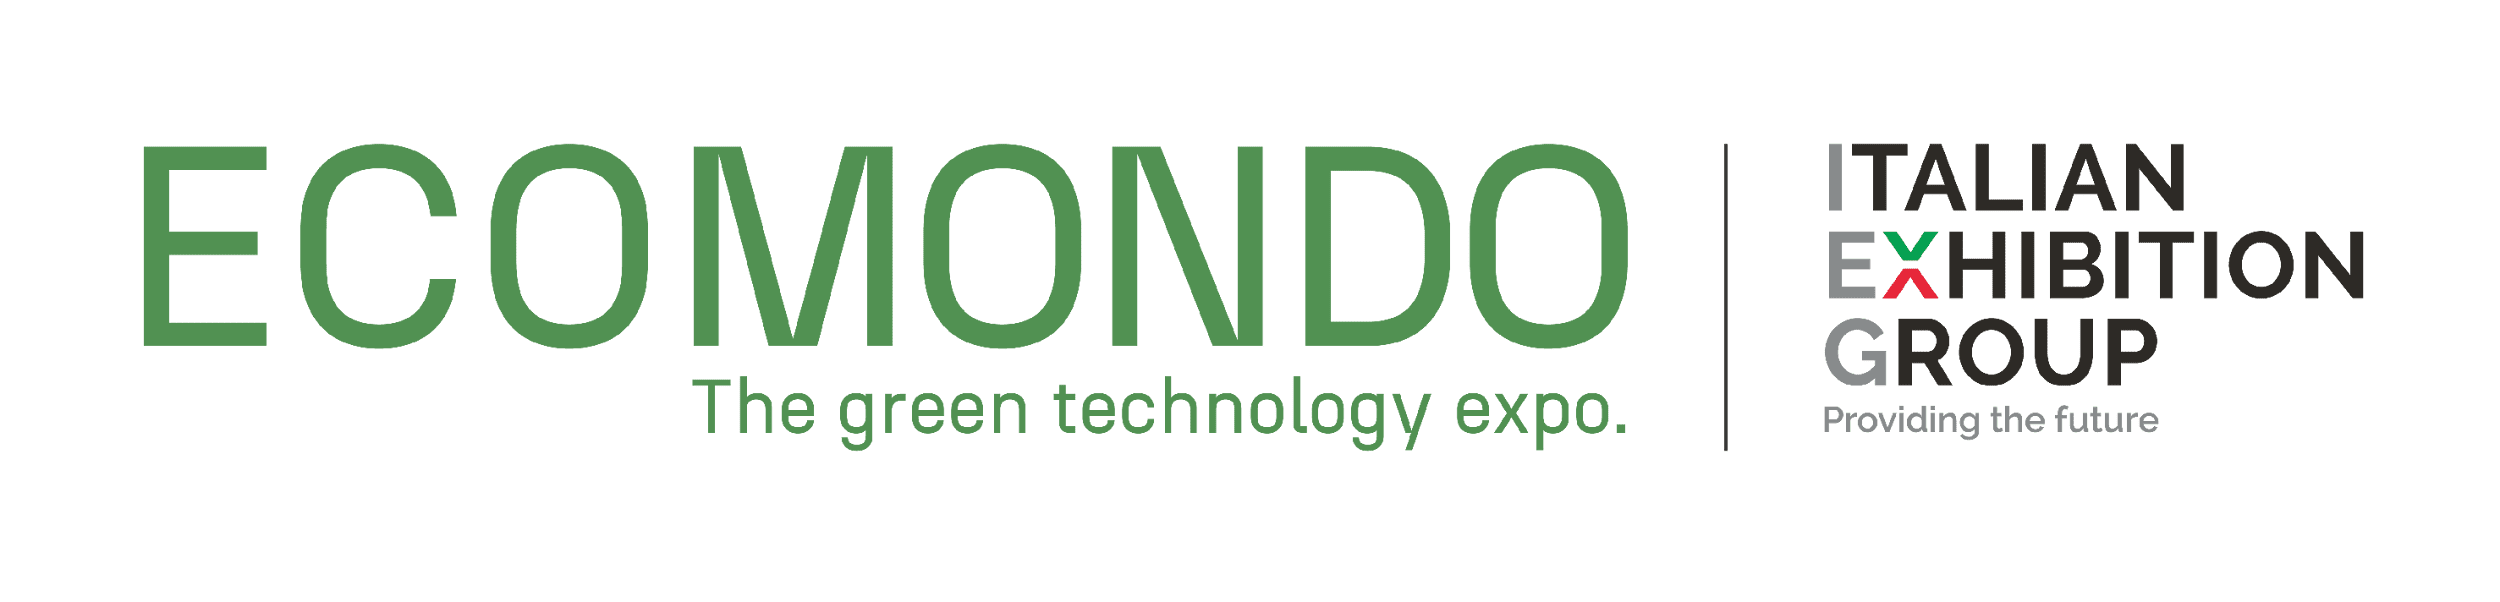 ECOMONDO
The green technology expo.
ITALIAN
EXHIBITION
GROUP
Providing the future